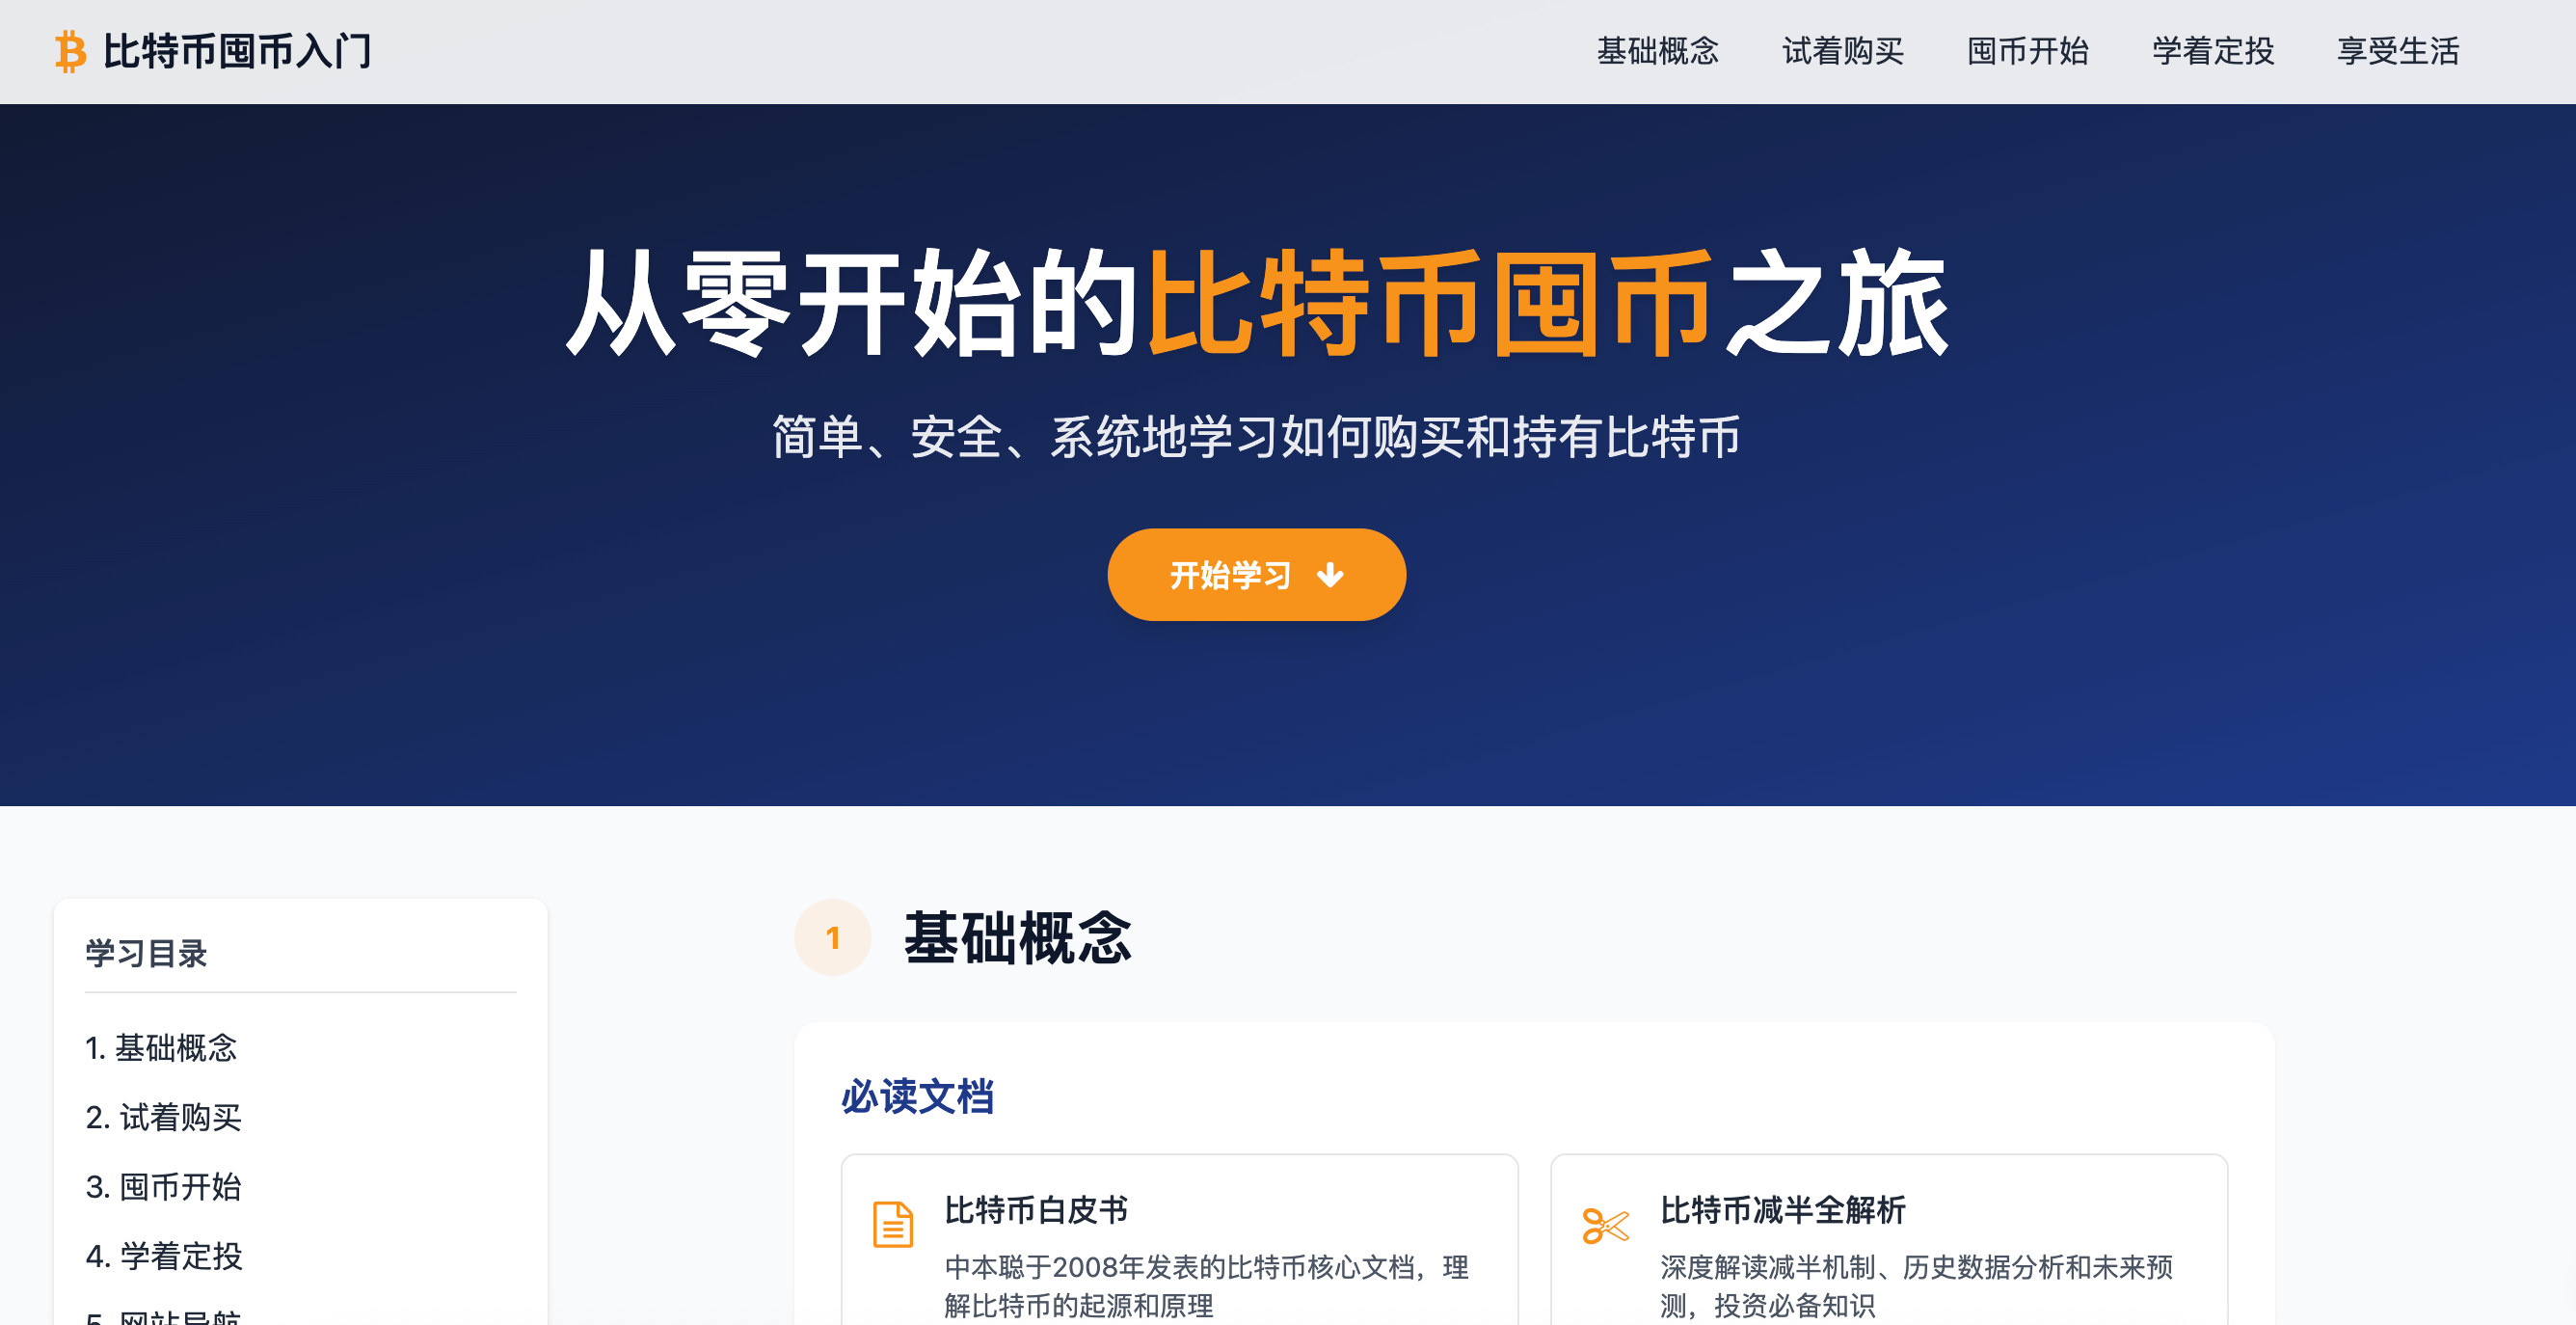 比特币囤币入门
基础概念 试着购买 囤币开始 学着定投 享受生活
从零开始的比特币囤币之旅
简单、安全、系统地学习如何购买和持有比特币
开始学习
学习目录
1. 基础概念
2. 试着购买
3. 囤币开始
4. 学着定投
5. 网站导航
1
基础概念
必读文档
比特币白皮书
中本聪于2008年发表的比特币核心文档，理
解比特币的起源和原理
比特币减半全解析
深度解读减半机制、历史数据分析和未来预
测，投资必备知识